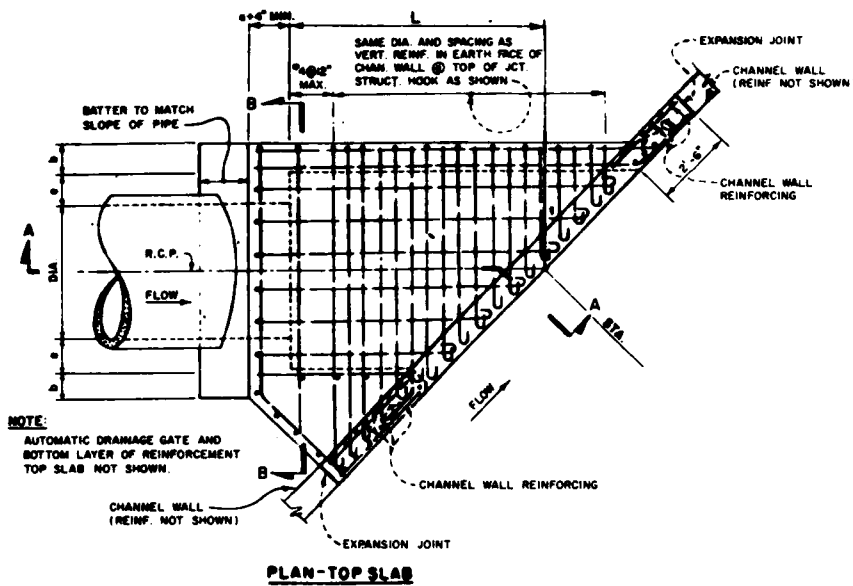 a+4" MIN.
L
SAME DIA. AND SPACING AS
VERT. REINF. IN EARTH FACE OF
CHAN. WALL @ TOP OF JCT.
STRUCT. HOOK AS SHOWN
#4@12"
MAX.
EXPANSION JOINT
CHANNEL WALL
(REINF. NOT SHOWN
B
BATTER TO MATCH
SLOPE OF PIPE
b
a
2'-6"
CHANNEL WALL
REINFORCING
A
DIA
R.C.P.
FLOW
A
STA.
a
b
FLOW
NOTE:
AUTOMATIC DRAINAGE GATE AND
BOTTOM LAYER OF REINFORCEMENT
TOP SLAB NOT SHOWN.
B
CHANNEL WALL REINFORCING
CHANNEL WALL
(REINF. NOT SHOWN)
EXPANSION JOINT
PLAN-TOP SLAB